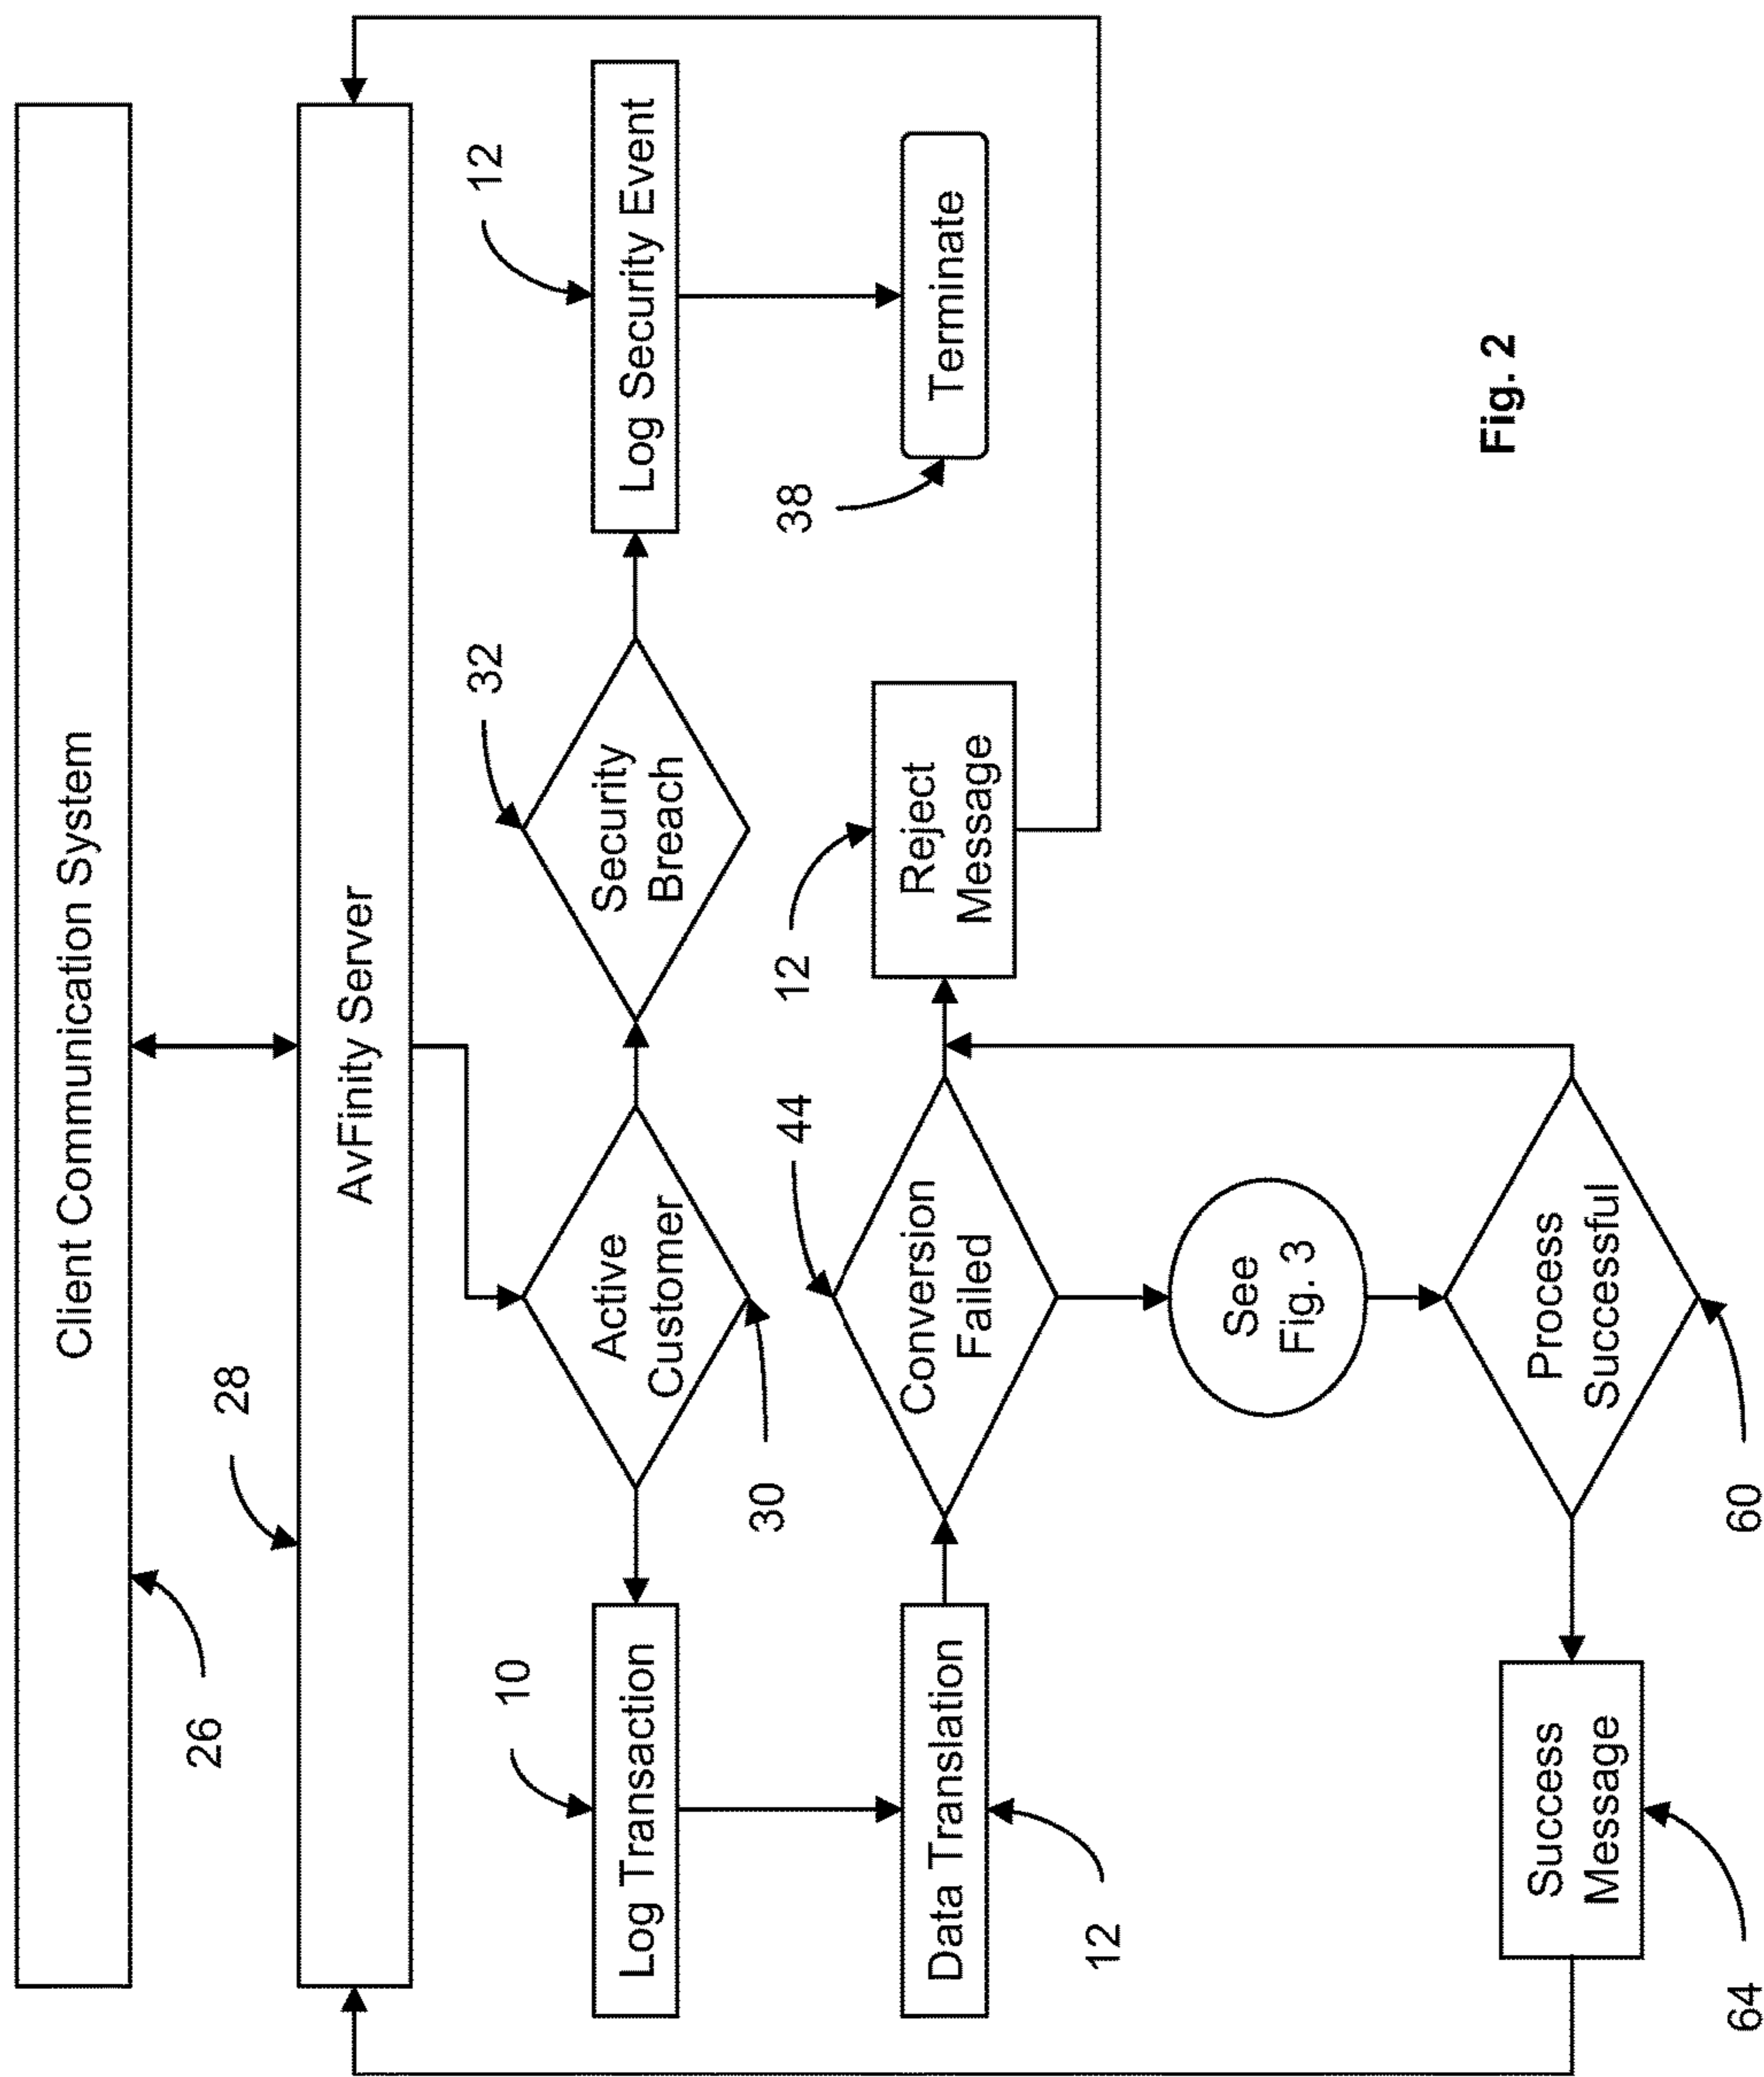 Client Communication System
26
28
AvFinity Server
10
Log Transaction
Active
Customer
30
32
Security
Breach
12
Log Security Event
Data Translation
12
44
Conversion
Failed
12
Reject
Message
38
Terminate
See
Fig. 3
Success
Message
64
Process
Successful
60
Fig. 2